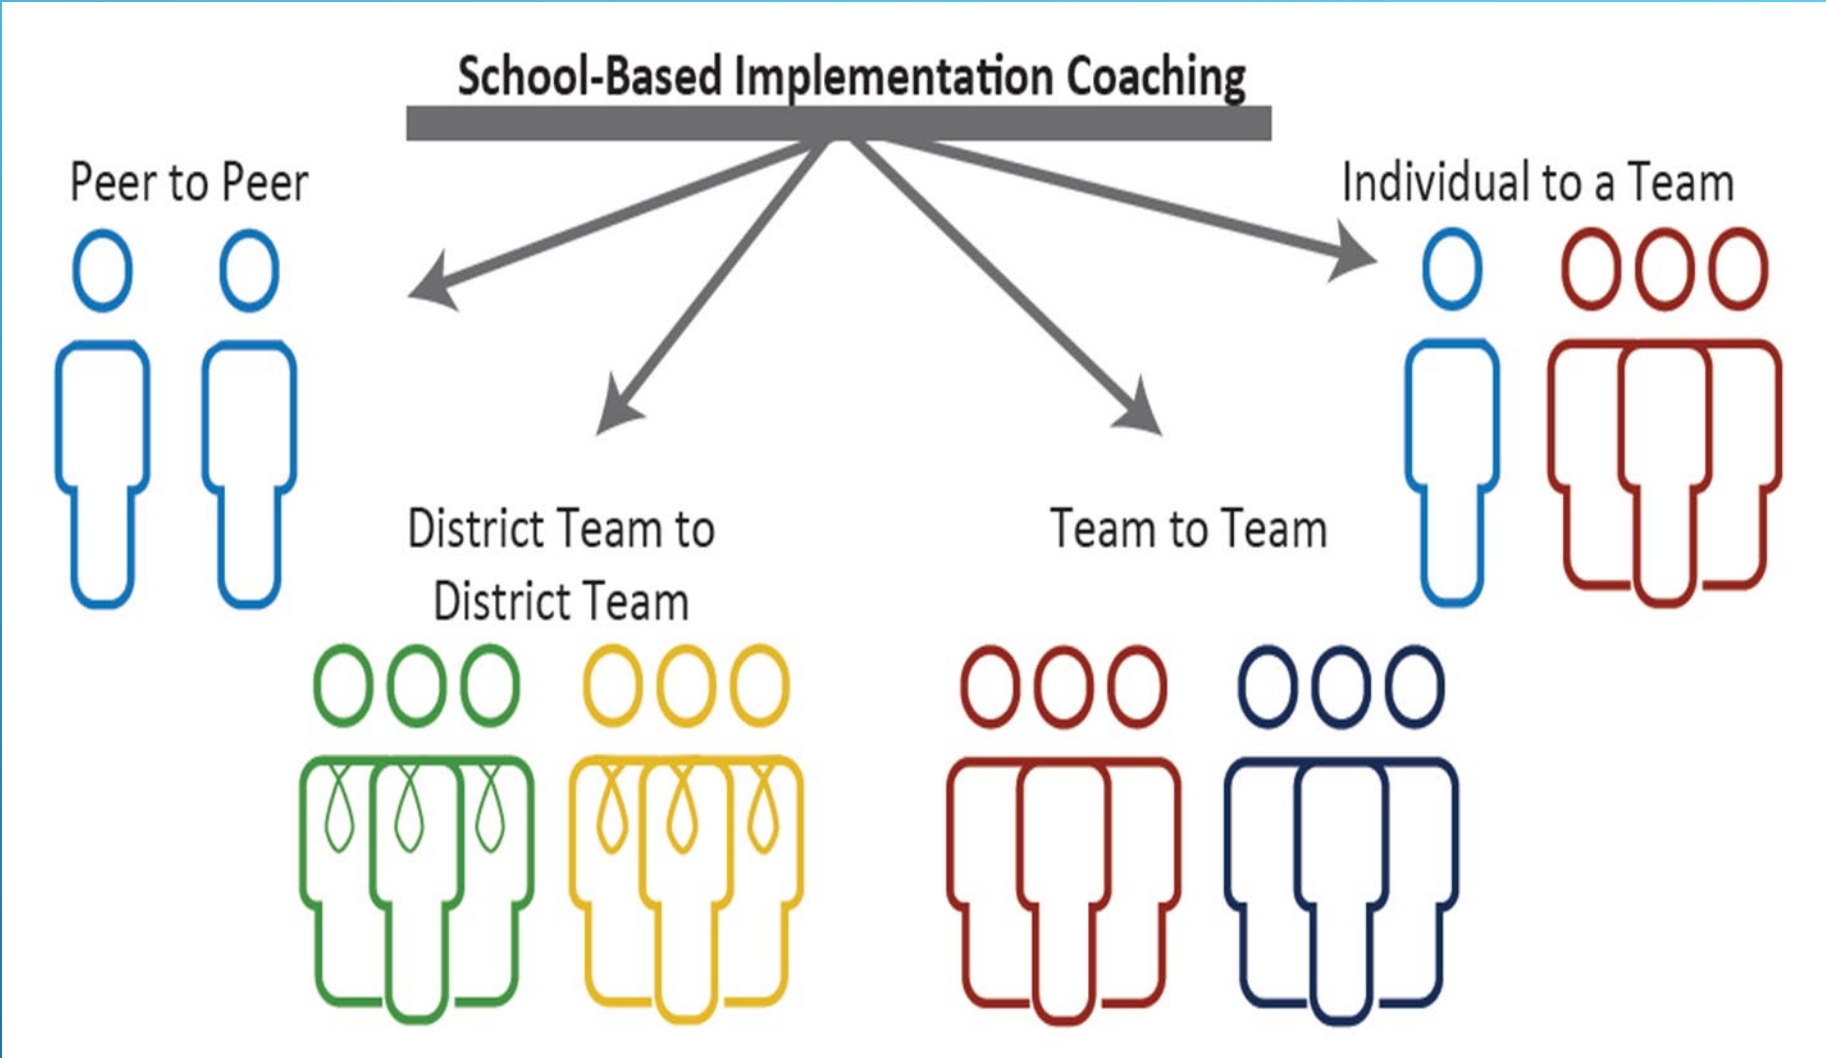 School-Based Implementation Coaching
Peer to Peer
Individual to a Team
District Team to
District Team
Team to Team